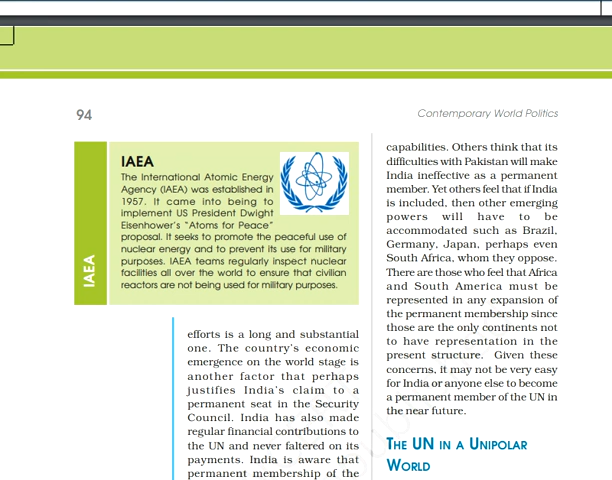 94
Contemporary World Politics
IAEA
IAEA
The International Atomic Energy
Agency (IAEA) was established in
1957. It came into being to
implement US President Dwight
Eisenhower's “Atoms for Peace”
proposal. It seeks to promote the peaceful use of
nuclear energy and to prevent its use for military
purposes. IAEA teams regularly inspect nuclear
facilities all over the world to ensure that civilian
reactors are not being used for military purposes.
efforts is a long and substantial
one. The country's economic
emergence on the world stage is
another factor that perhaps
justifies India's claim to a
permanent seat in the Security
Council. India has also made
regular financial contributions to
the UN and never faltered on its
payments. India is aware that
permanent membership of the
capabilities. Others think that its
difficulties with Pakistan will make
India ineffective as a permanent
member. Yet others feel that if India
is included, then other emerging
powers will have to be
accommodated such as Brazil,
Germany, Japan, perhaps even
South Africa, whom they oppose.
There are those who feel that Africa
and South America must be
represented in any expansion of
the permanent membership since
those are the only continents not
to have representation in the
present structure. Given these
concerns, it may not be very easy
for India or anyone else to become
a permanent member of the UN in
the near future.
THE UN IN A UNIPOLAR
WORLD